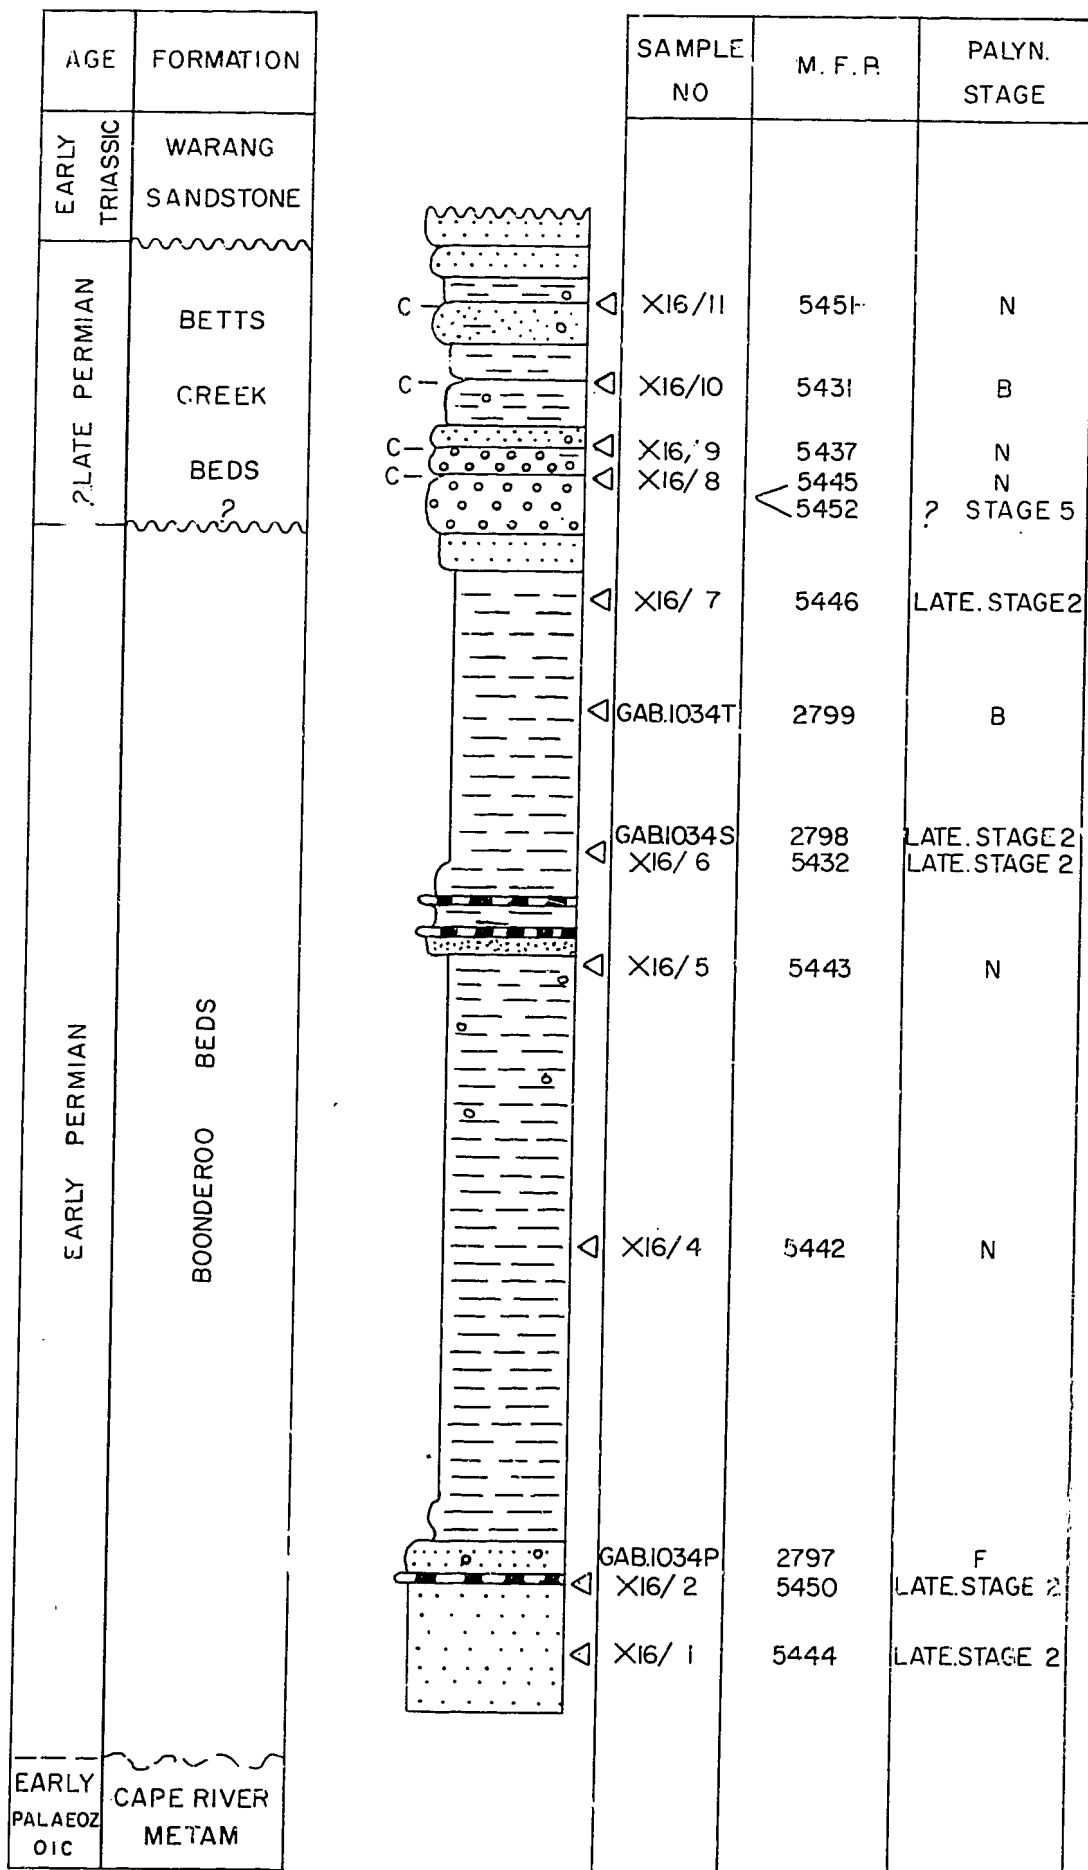 AGE FORMATION
SAMPLE NO M. F. P. PALYN. STAGE
EARLY TRIASSIC
WARANG
SANDSTONE
?LATE PERMIAN
BETTS
CREEK
BEDS
?
EARLY PERMIAN
BOONDEROO BEDS
EARLY
PALAEOZ
OIC
CAPE RIVER
METAM
C X16/11 5451 N
C X16/10 5431 B
C X16/9 5437 N
C X16/8 5445 N
5452 ? STAGE 5
X16/7 5446 LATE. STAGE 2
GAB.1034T 2799 B
GAB.1034S 2798 LATE. STAGE 2
X16/6 5432 LATE. STAGE 2
X16/5 5443 N
X16/4 5442 N
GAB.1034P 2797 F
X16/2 5450 LATE.STAGE 2
X16/1 5444 LATE.STAGE 2